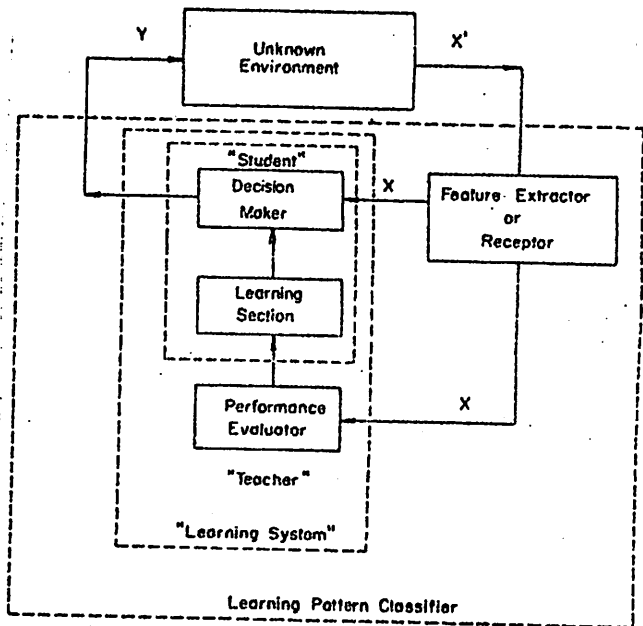 Y
Unknown
Environment
X'
"Student"
Decision
Maker
X
Feature Extractor
or
Receptor
Learning
Section
Performance
Evaluator
X
"Teacher"
"Learning System"
Learning Pattern Classifier